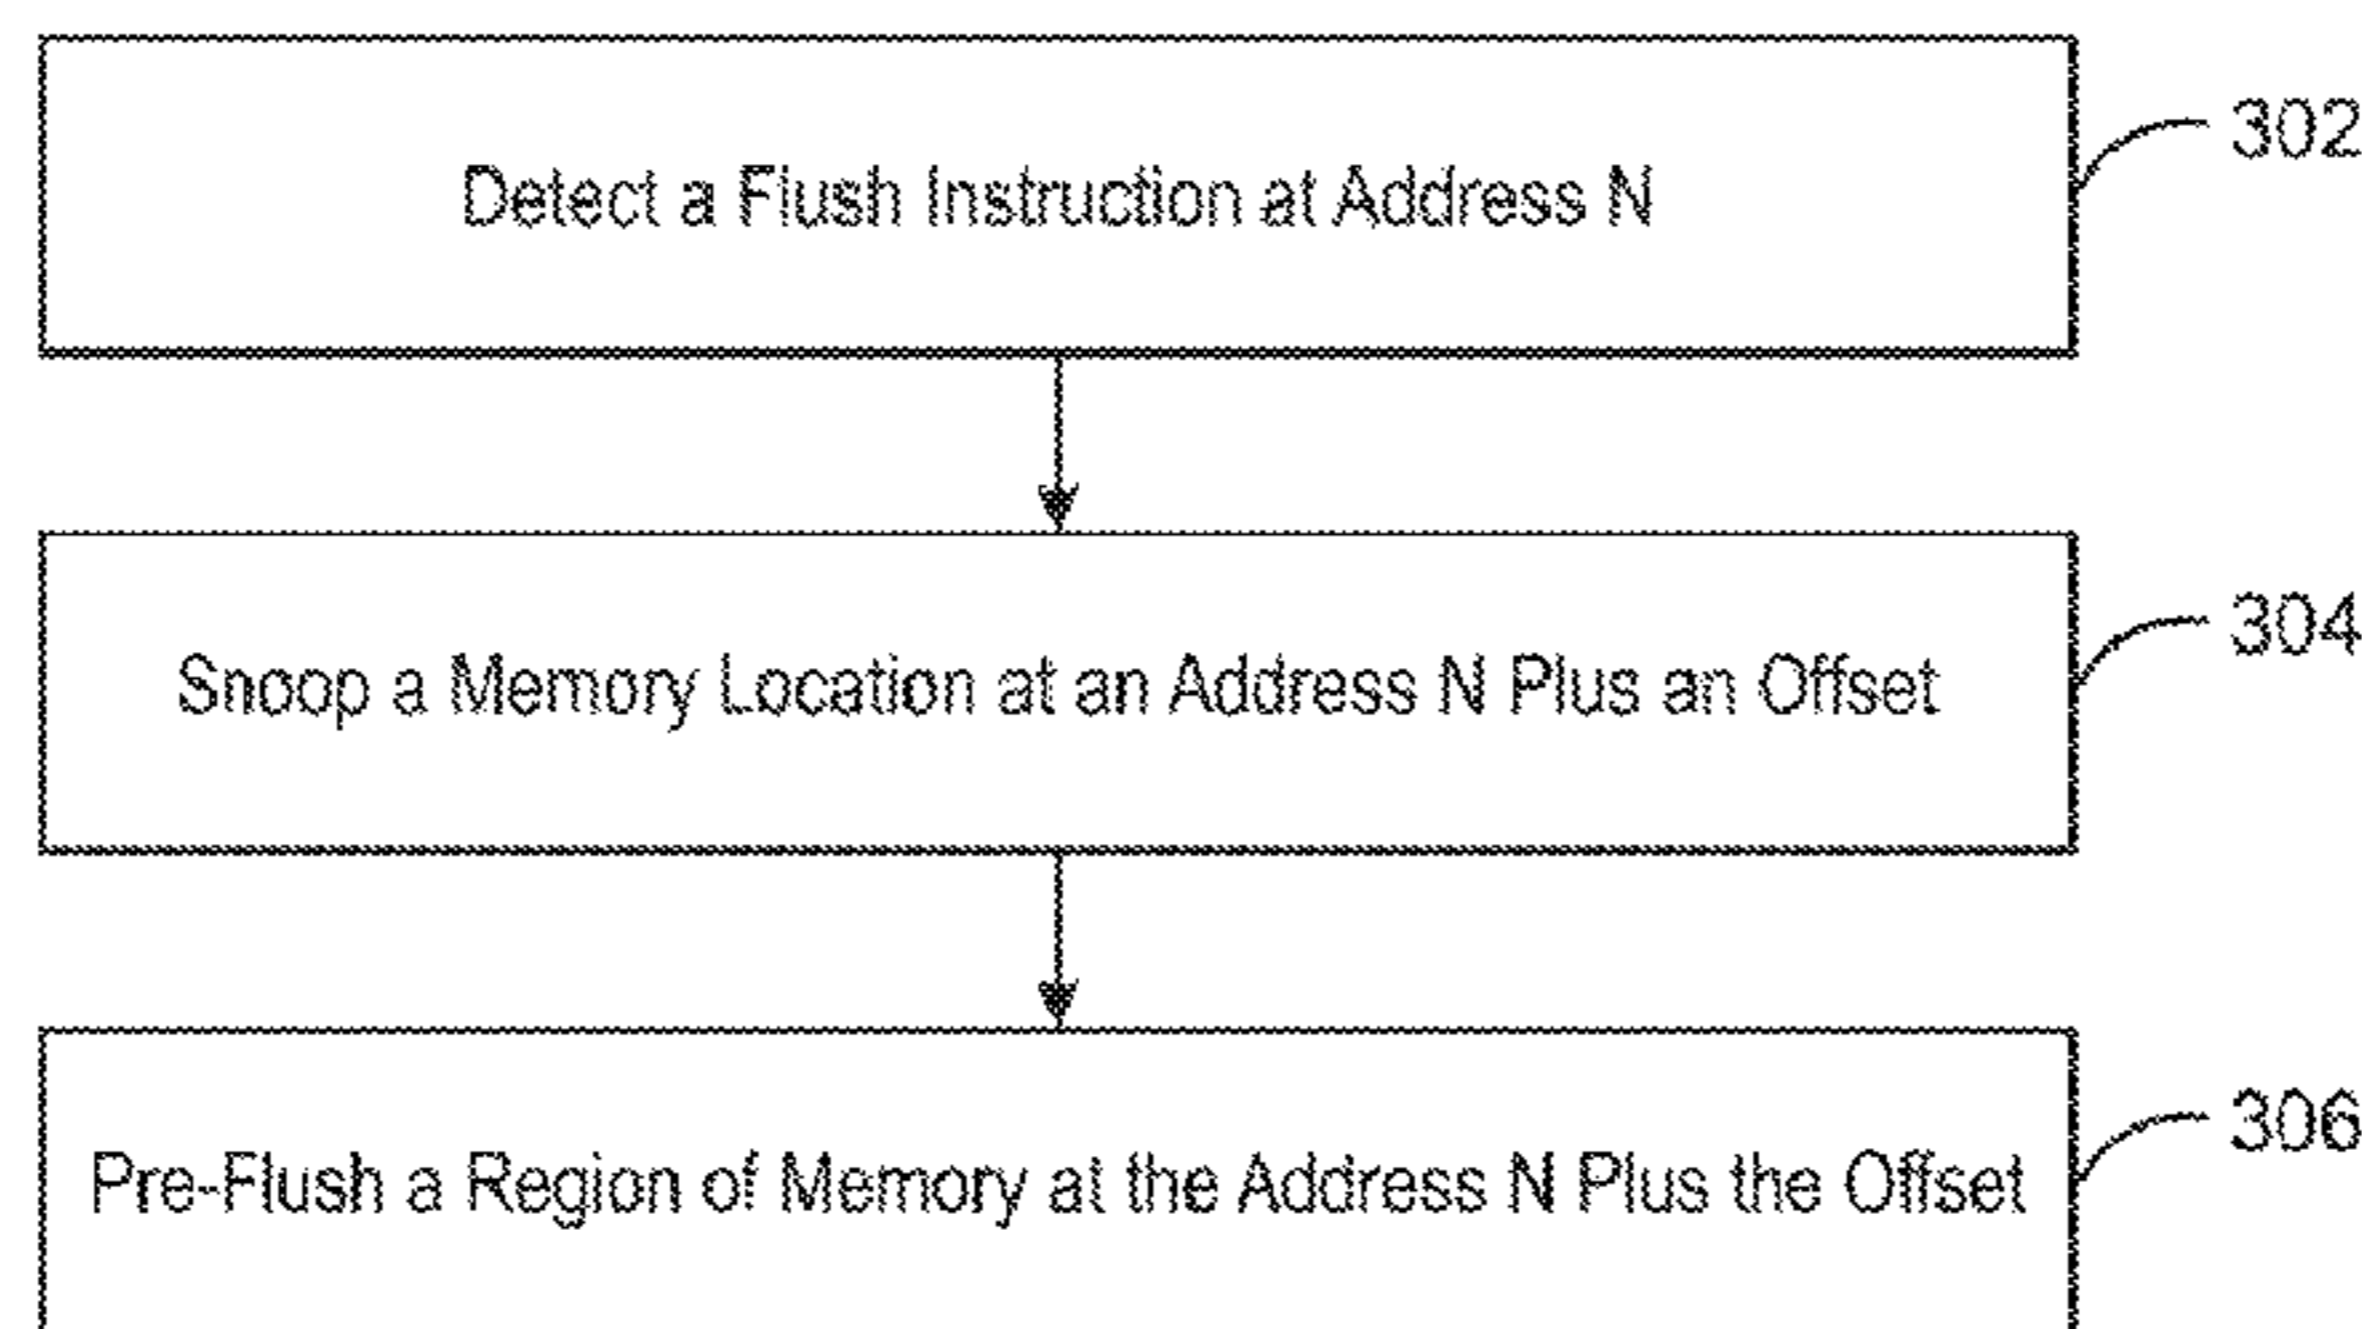 Detect a Flush Instruction at Address N
302
Snoop a Memory Location at an Address N Plus an Offset
304
Pre-Flush a Region of Memory at the Address N Plus the Offset
306